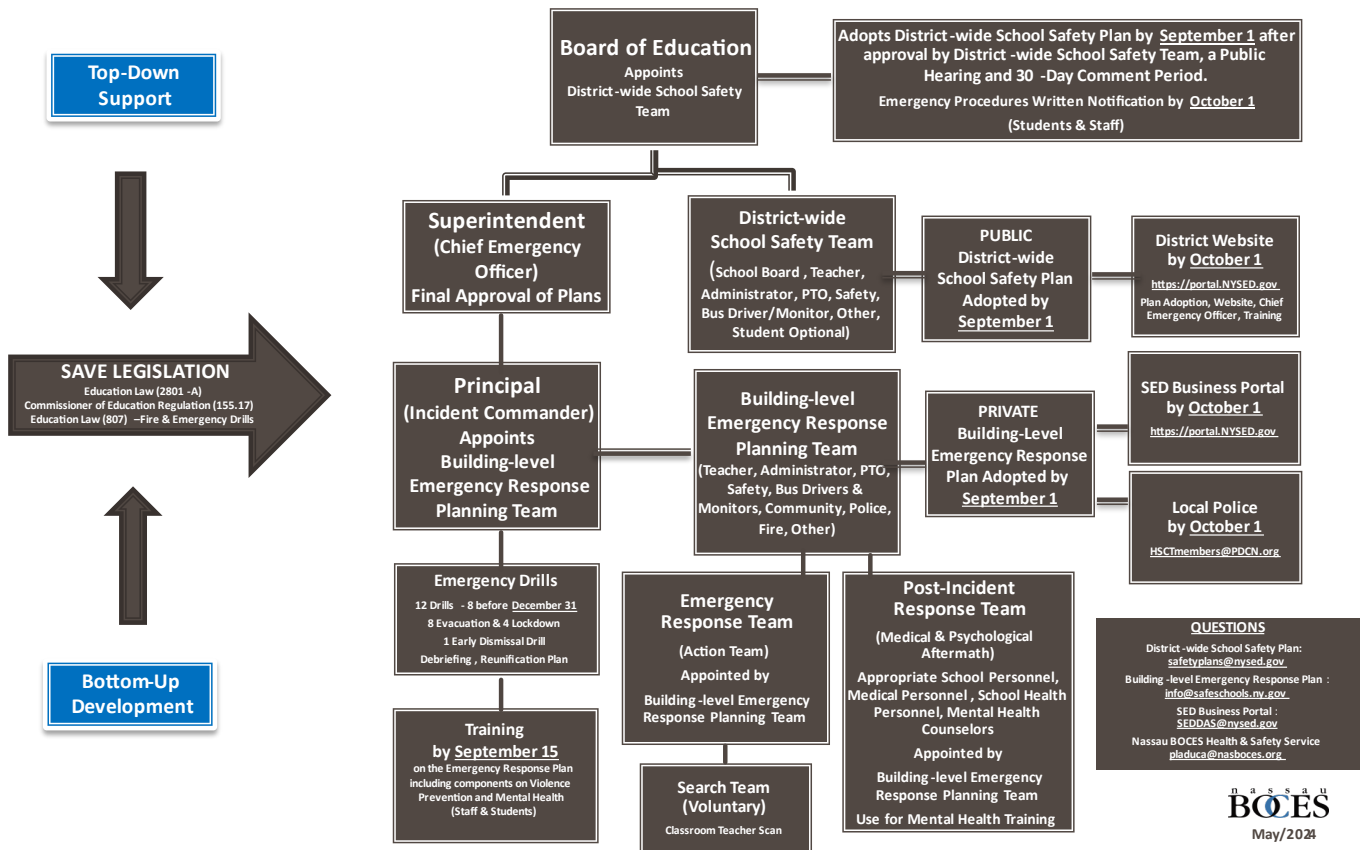 Top-Down
Support
Board of Education
Appoints
District-wide School Safety
Team
Adopts District -wide School Safety Plan by September 1 after
approval by District -wide School Safety Team, a Public
Hearing and 30 -Day Comment Period.
Emergency Procedures Written Notification by October 1
(Students & Staff)
Superintendent
(Chief Emergency
Officer)
Final Approval of Plans
District-wide
School Safety Team
(School Board , Teacher,
Administrator, PTO, Safety,
Bus Driver/Monitor, Other,
Student Optional)
PUBLIC
District-wide
School Safety Plan
Adopted by
September 1
District Website
by October 1
https://portal.NYSED.gov
Plan Adoption, Website, Chief
Emergency Officer, Training
SAVE LEGISLATION
Education Law (2801 -A)
Commissioner of Education Regulation (155.17)
Education Law (807) –Fire & Emergency Drills
Principal
(Incident Commander)
Appoints
Building-level
Emergency Response
Planning Team
Building-level
Emergency Response
Planning Team
(Teacher, Administrator, PTO,
Safety, Bus Drivers &
Monitors, Community, Police,
Fire, Other)
PRIVATE
Building-Level
Emergency Response
Plan Adopted by
September 1
SED Business Portal
by October 1
https://portal.NYSED.gov
Local Police
by October 1
HSCTmembers@PDCN.org
Bottom-Up
Development
Emergency Drills
12 Drills - 8 before December 31
8 Evacuation & 4 Lockdown
1 Early Dismissal Drill
Debriefing , Reunification Plan
Training
by September 15
on the Emergency Response Plan
including components on Violence
Prevention and Mental Health
(Staff & Students)
Emergency
Response Team
(Action Team)
Appointed by
Building -level Emergency
Response Planning Team
Search Team
(Voluntary)
Classroom Teacher Scan
Post-Incident
Response Team
(Medical & Psychological
Aftermath)
Appropriate School Personnel,
Medical Personnel , School Health
Personnel, Mental Health
Counselors
Appointed by
Building -level Emergency
Response Planning Team
Use for Mental Health Training
QUESTIONS
District -wide School Safety Plan:
safetyplans@nysed.gov
Building -level Emergency Response Plan :
info@safeschools.ny.gov
SED Business Portal :
SEDDAS@nysed.gov
Nassau BOCES Health & Safety Service
pladuca@nasboces.org
nassau
BOCES
May/2024